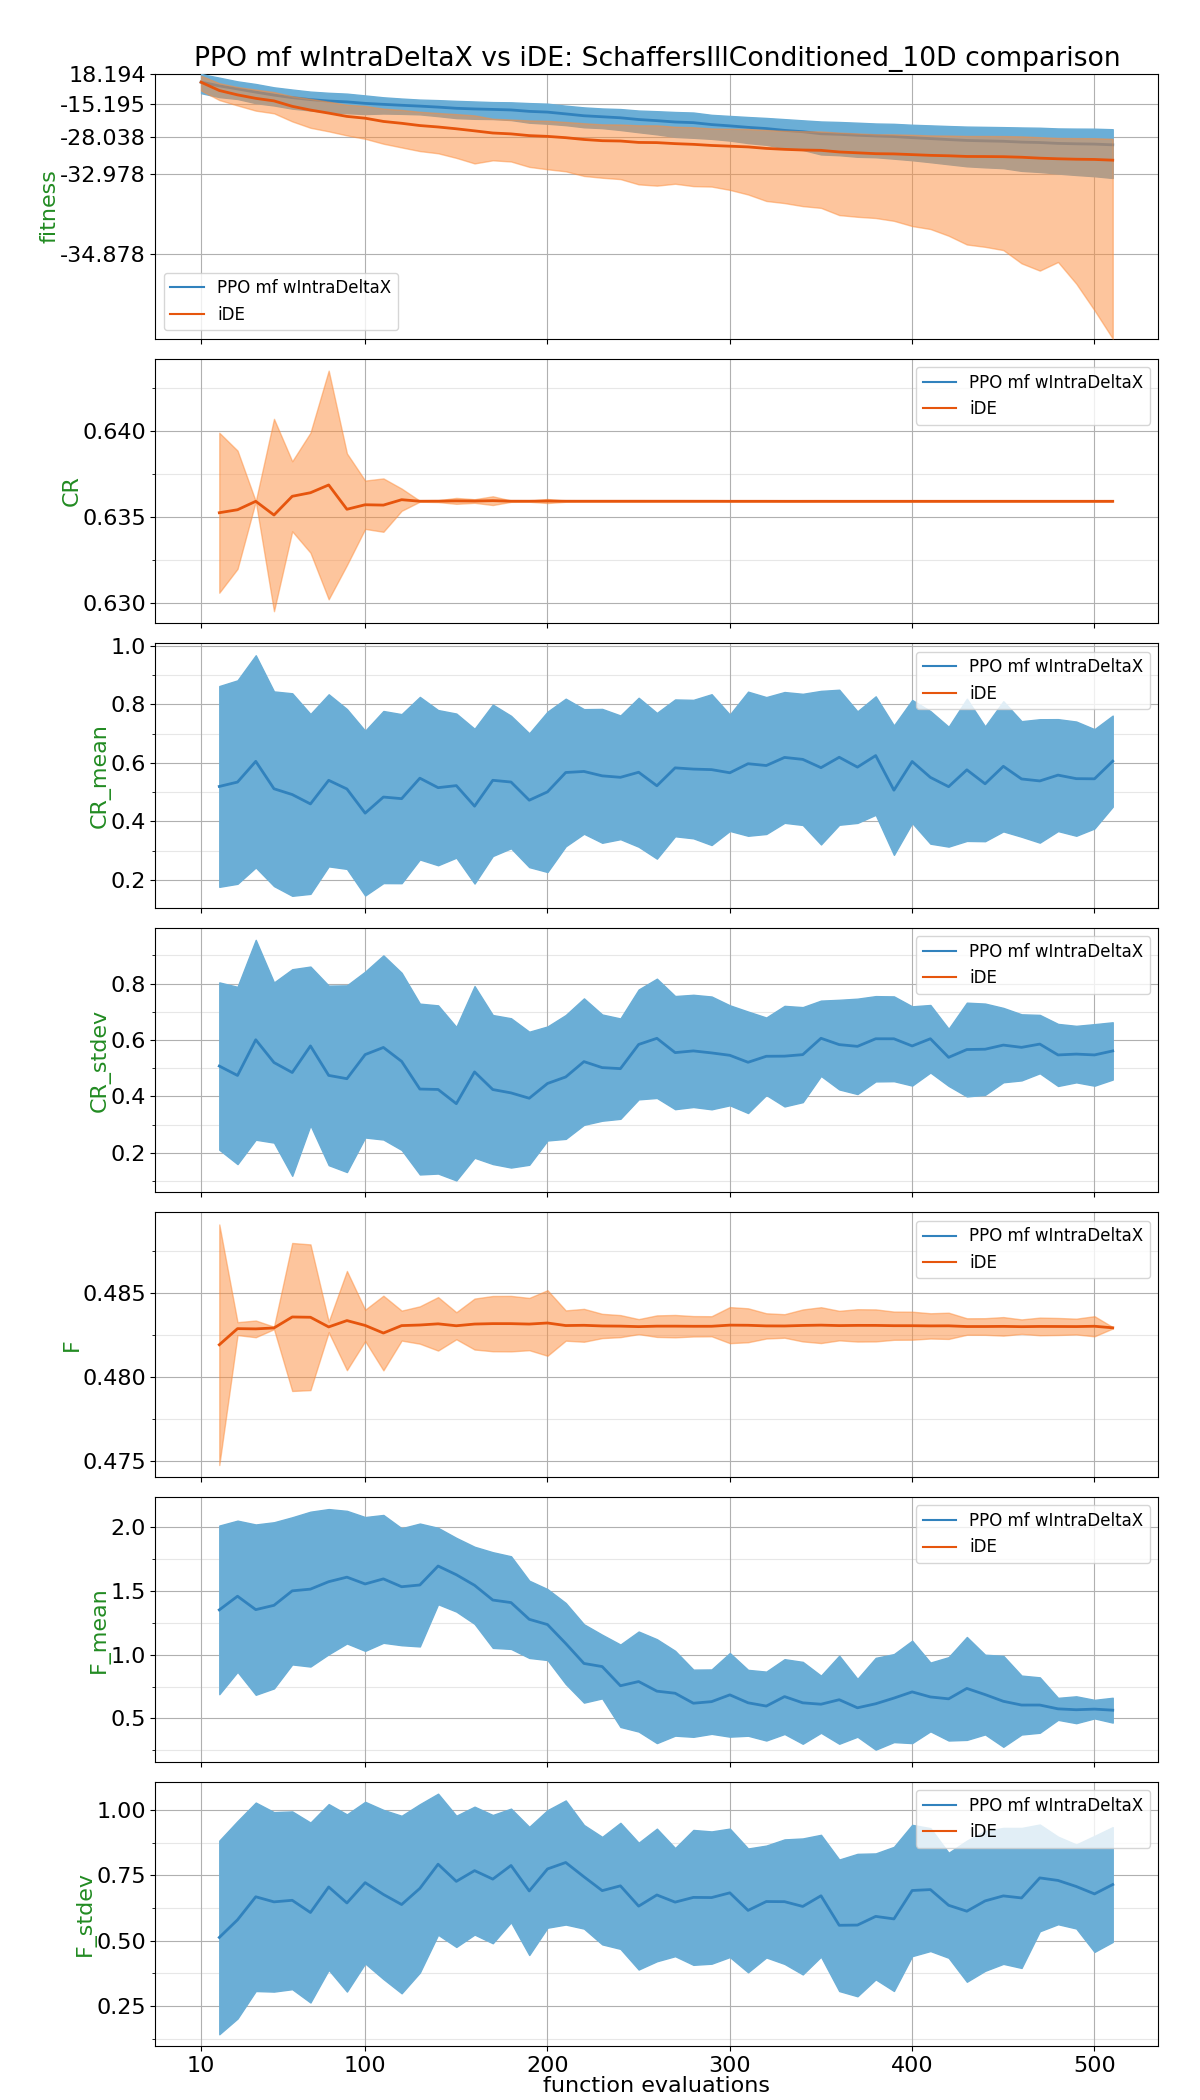 PPO mf wIntraDeltaX vs iDE: SchaffersIllConditioned_10D comparison
18.194
-15.195
-28.038
-32.978
-34.878
fitness
PPO mf wIntraDeltaX
iDE
0.640
0.635
0.630
CR
PPO mf wIntraDeltaX
iDE
1.0
0.8
0.6
0.4
0.2
CR_mean
PPO mf wIntraDeltaX
iDE
0.8
0.6
0.4
0.2
CR_stdev
PPO mf wIntraDeltaX
iDE
0.485
0.480
0.475
F
PPO mf wIntraDeltaX
iDE
2.0
1.5
1.0
0.5
F_mean
PPO mf wIntraDeltaX
iDE
1.00
0.75
0.50
0.25
F_stdev
PPO mf wIntraDeltaX
iDE
10 100 200 300 400 500
function evaluations